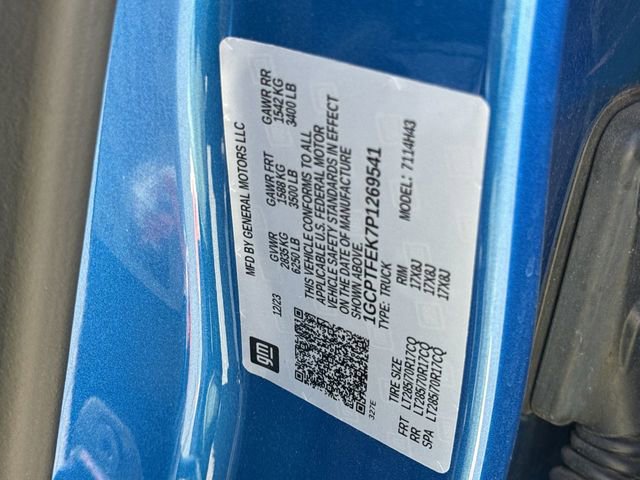 gm
MFD BY GENERAL MOTORS LLC
12/23 GVWR GAWR FRT GAWR RR
2835 KG 1588 KG 1542 KG
6250 LB 3500 LB 3400 LB
THIS VEHICLE CONFORMS TO ALL
APPLICABLE U.S. FEDERAL MOTOR
VEHICLE SAFETY STANDARDS IN EFFECT
ON THE DATE OF MANUFACTURE
SHOWN ABOVE.
1GCPTFEK7P1269541
TYPE: TRUCK MODEL: 7114H43
327E
TIRE SIZE RIM
FRT LT285/70R17CQ 17X8J
RR LT285/70R17CQ 17X8J
SPA LT285/70R17CQ 17X8J